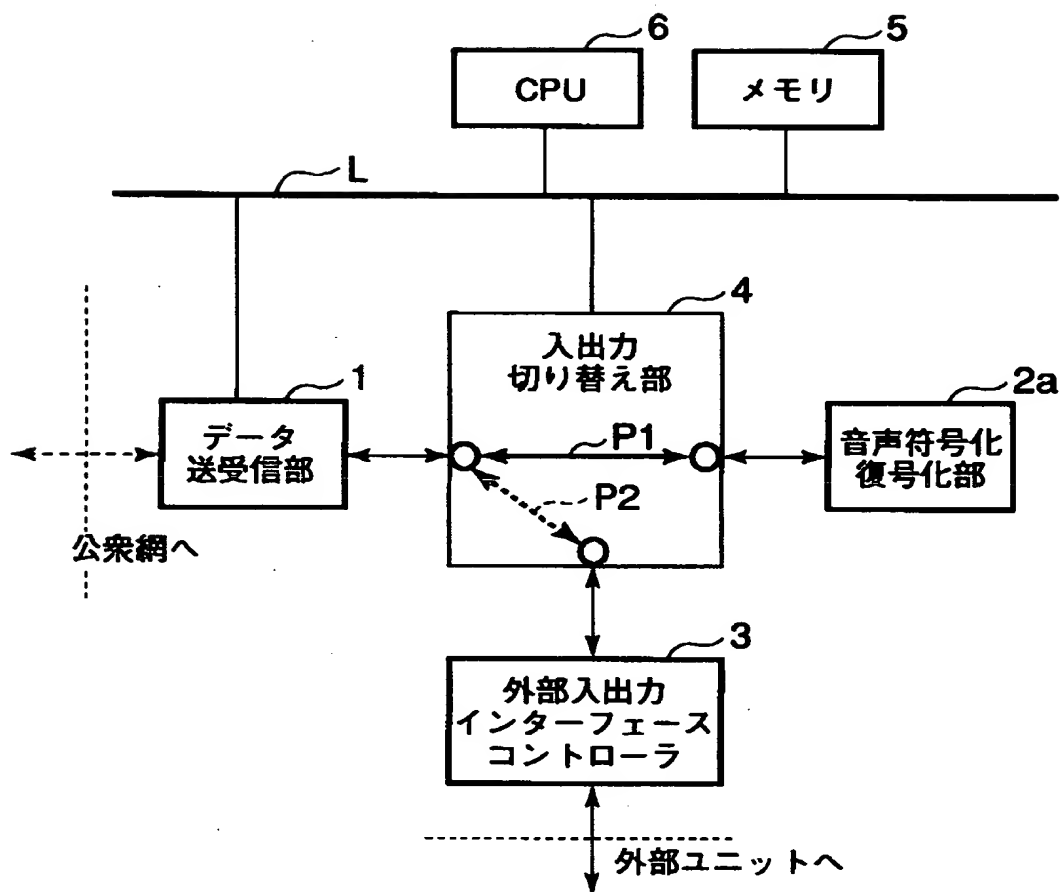 6
5
CPU
メモリ
L
4
入出力
切り替え部
1
2a
データ
送受信部
P1
音声符号化
復号化部
P2
公衆網へ
3
外部入出力
インターフェース
コントローラ
外部ユニットへ